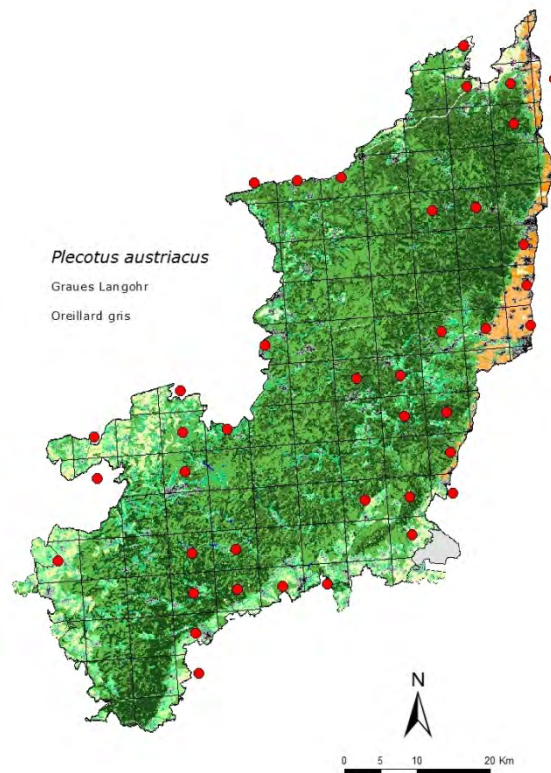 Plecotus austriacus
Graues Langohr
Oreillard gris
N
0 5 10 20 Km